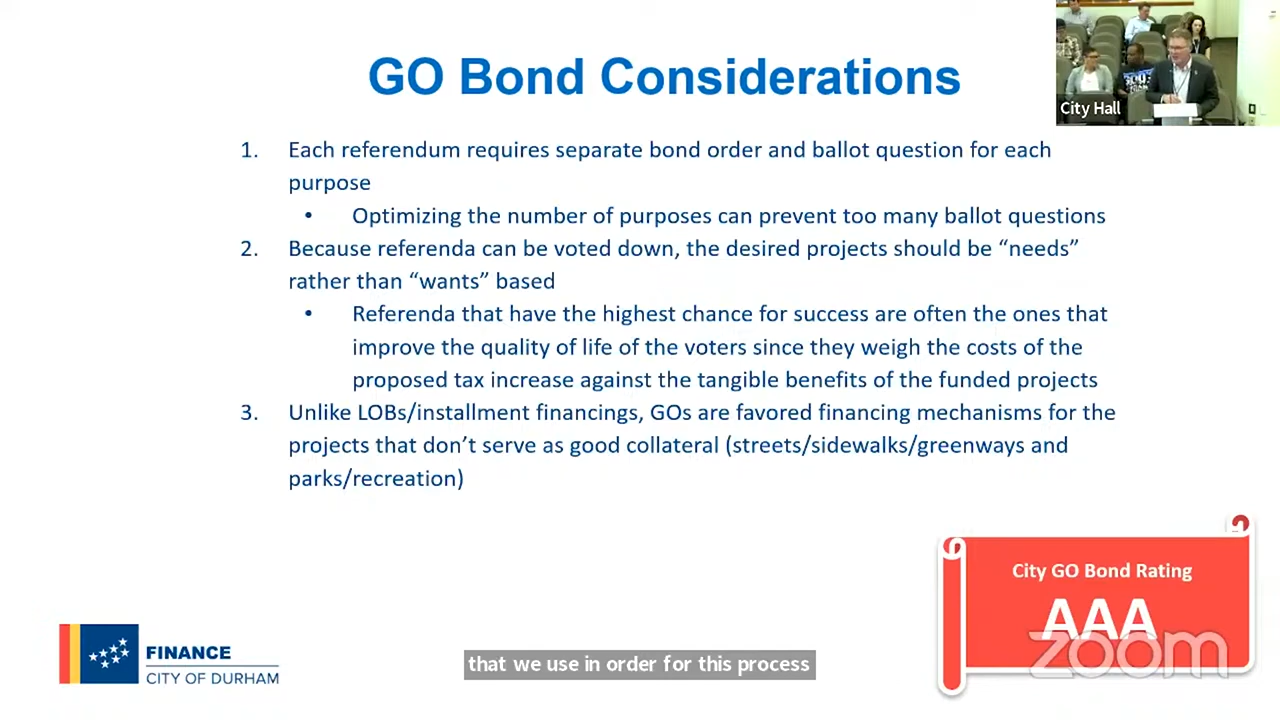 GO Bond Considerations
City Hall
1. Each referendum requires separate bond order and ballot question for each
purpose
• Optimizing the number of purposes can prevent too many ballot questions
2. Because referenda can be voted down, the desired projects should be “needs”
rather than “wants” based
• Referenda that have the highest chance for success are often the ones that
improve the quality of life of the voters since they weigh the costs of the
proposed tax increase against the tangible benefits of the funded projects
3. Unlike LOBs/installment financings, GOs are favored financing mechanisms for the
projects that don’t serve as good collateral (streets/sidewalks/greenways and
parks/recreation)
City GO Bond Rating
AAA
zoom
FINANCE
CITY OF DURHAM
that we use in order for this process